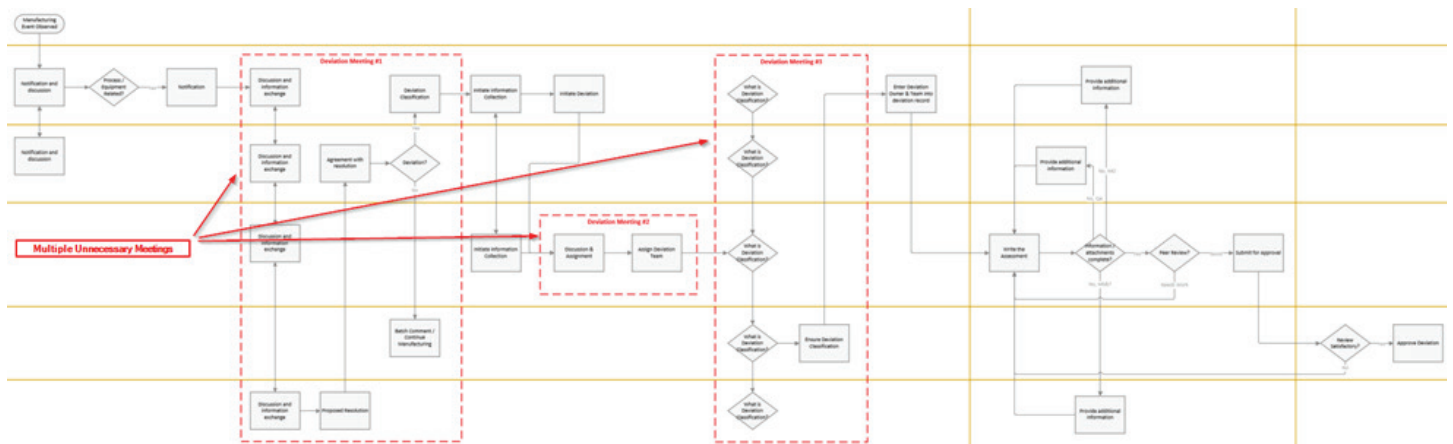 Manufacturing
Event Observed
Deviation Meeting #1
Deviation Meeting #3
Notification and
discussion
Process /
Equipment
Related?
Notification
Discussion and
information
exchange
Deviation
Classification
Initiate Information
Collection
Initiate Deviation
What is
Deviation
Classification?
Enter Deviation
Owner & Team into
deviation record
Provide additional
information
Yes
Notification and
discussion
Discussion and
information
exchange
Agreement with
resolution
Deviation?
What is
Deviation
Classification?
Provide additional
information
No
Deviation Meeting #2
Multiple Unnecessary Meetings
Discussion and
information
exchange
Initiate Information
Collection
Discussion &
Assignment
Assign Deviation
Team
What is
Deviation
Classification?
Write the
Assessment
Information /
attachments
complete?
Peer Review?
Submit for approval
Batch Comment /
Continue
Manufacturing
What is
Deviation
Classification?
Ensure Deviation
Classification
Review
Satisfactory?
Approve Deviation
No
Discussion and
information
exchange
Proposed Resolution
What is
Deviation
Classification?
Provide additional
information